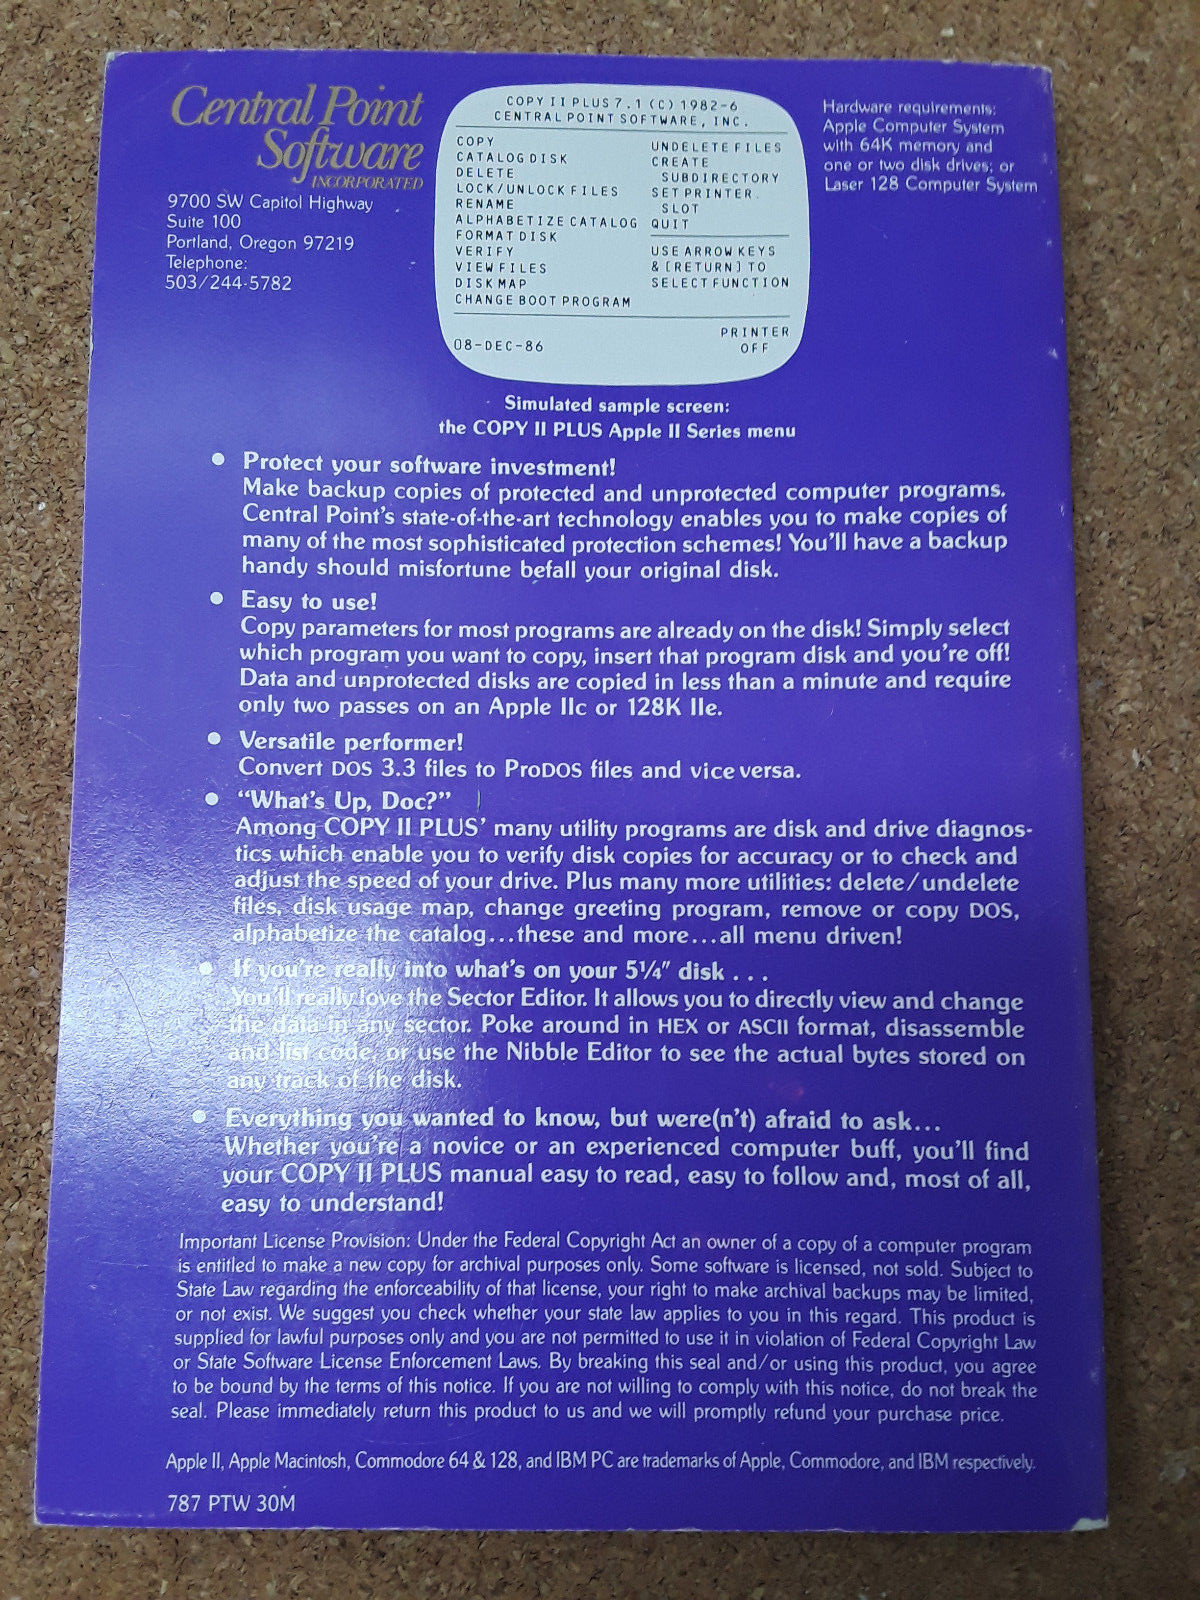 Central Point
Software
INCORPORATED
9700 SW Capitol Highway
Suite 100
Portland, Oregon 97219
Telephone:
503/244-5782
COPY II PLUS 7.1 (C) 1982-6
CENTRAL POINT SOFTWARE, INC.
COPY
CATALOG DISK
DELETE
LOCK/UNLOCK FILES
RENAME
ALPHABETIZE CATALOG
FORMAT DISK
VERIFY
VIEW FILES
DISK MAP
CHANGE BOOT PROGRAM
UNDELETE FILES
CREATE
SUBDIRECTORY
SET PRINTER.
SLOT
QUIT
USE ARROW KEYS
& [RETURN] TO
SELECT FUNCTION
08-DEC-86
PRINTER
OFF
Hardware requirements:
Apple Computer System
with 64K memory and
one or two disk drives; or
Laser 128 Computer System
Simulated sample screen:
the COPY II PLUS Apple II Series menu
• Protect your software investment!
Make backup copies of protected and unprotected computer programs.
Central Point's state-of-the-art technology enables you to make copies of
many of the most sophisticated protection schemes! You'll have a backup
handy should misfortune befall your original disk.
• Easy to use!
Copy parameters for most programs are already on the disk! Simply select
which program you want to copy, insert that program disk and you're off!
Data and unprotected disks are copied in less than a minute and require
only two passes on an Apple IIc or 128K IIe.
• Versatile performer!
Convert DOS 3.3 files to ProDOS files and vice versa.
• "What's Up, Doc?"
Among COPY II PLUS' many utility programs are disk and drive diagnos-
tics which enable you to verify disk copies for accuracy or to check and
adjust the speed of your drive. Plus many more utilities: delete/undelete
files, disk usage map, change greeting program, remove or copy DOS,
alphabetize the catalog...these and more...all menu driven!
• If you're really into what's on your 5¼" disk . . .
You'll really love the Sector Editor. It allows you to directly view and change
the data in any sector. Poke around in HEX or ASCII format, disassemble
and list code, or use the Nibble Editor to see the actual bytes stored on
any track of the disk.
• Everything you wanted to know, but were(n't) afraid to ask...
Whether you're a novice or an experienced computer buff, you'll find
your COPY II PLUS manual easy to read, easy to follow and, most of all,
easy to understand!
Important License Provision: Under the Federal Copyright Act an owner of a copy of a computer program
is entitled to make a new copy for archival purposes only. Some software is licensed, not sold. Subject to
State Law regarding the enforceability of that license, your right to make archival backups may be limited,
or not exist. We suggest you check whether your state law applies to you in this regard. This product is
supplied for lawful purposes only and you are not permitted to use it in violation of Federal Copyright Law
or State Software License Enforcement Laws. By breaking this seal and/or using this product, you agree
to be bound by the terms of this notice. If you are not willing to comply with this notice, do not break the
seal. Please immediately return this product to us and we will promptly refund your purchase price.
Apple II, Apple Macintosh, Commodore 64 & 128, and IBM PC are trademarks of Apple, Commodore, and IBM respectively.
787 PTW 30M